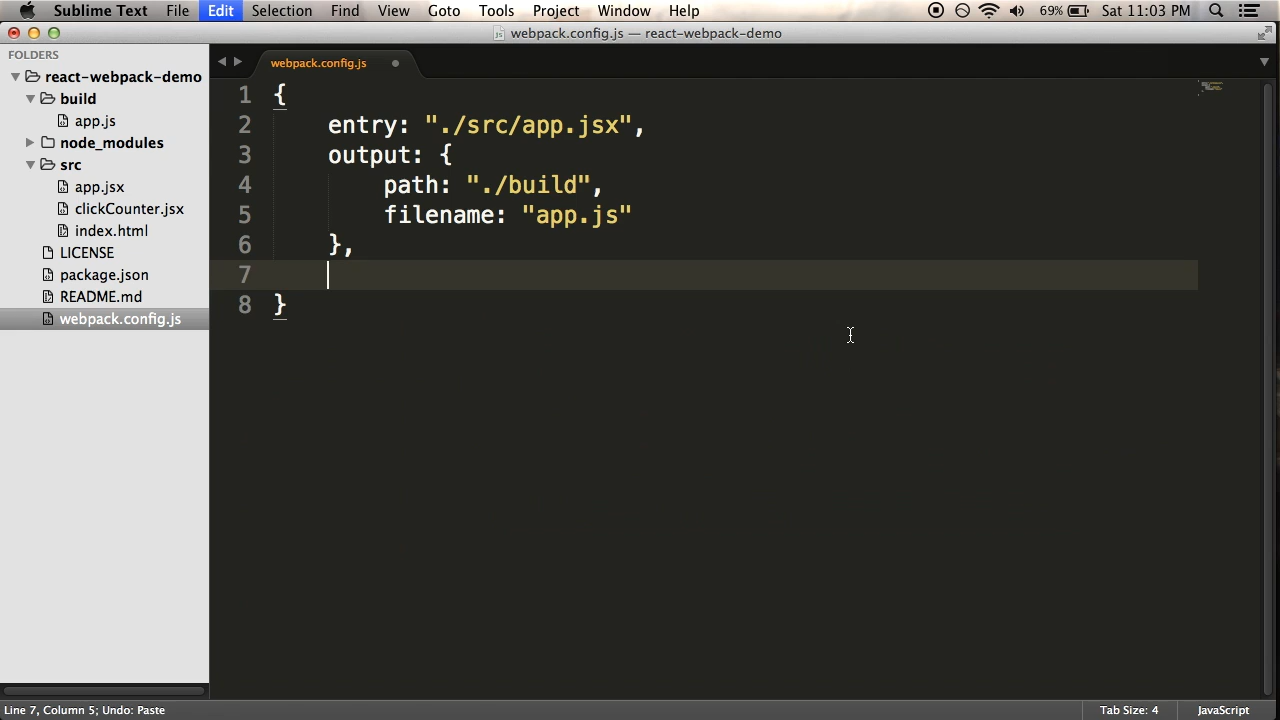 Sublime Text File Edit Selection Find View Goto Tools Project Window Help 69% Sat 11:03 PM
webpack.config.js — react-webpack-demo
FOLDERS
react-webpack-demo
build
app.js
node_modules
src
app.jsx
clickCounter.jsx
index.html
LICENSE
package.json
README.md
webpack.config.js
webpack.config.js
1 {
2 entry: "./src/app.jsx",
3 output: {
4 path: "./build",
5 filename: "app.js"
6 },
7
8 }
Line 7, Column 5; Undo: Paste Tab Size: 4 JavaScript